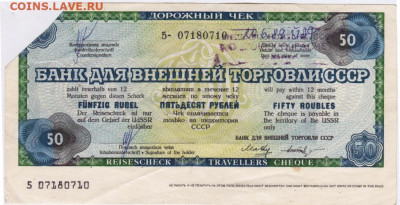 COINS.LAVE.RU
ДОРОЖНЫЙ ЧЕК
5- 07180710
50
50
БАНК ДЛЯ ВНЕШНЕЙ ТОРГОВЛИ СССР
zahlt innerhalb von 12
Monaten gegen diesen Scheck
FÜNFZIG RUBEL
Der Reisescheck ist nur
auf dem Gebiet der UdSSR
einlösbar
выплатит в течение 12
месяцев по этому чеку
ПЯТЬДЕСЯТ РУБЛЕЙ
Чек оплачивается
только на территории
СССР
will pay within 12 months
against this cheque
FIFTY ROUBLES
The cheque is payable in
the territory of the USSR
only
БАНК ДЛЯ ВНЕШНЕЙ ТОРГОВЛИ СССР
50
50
REISESCHECK
TRAVELLERS CHEQUE
5 07180710